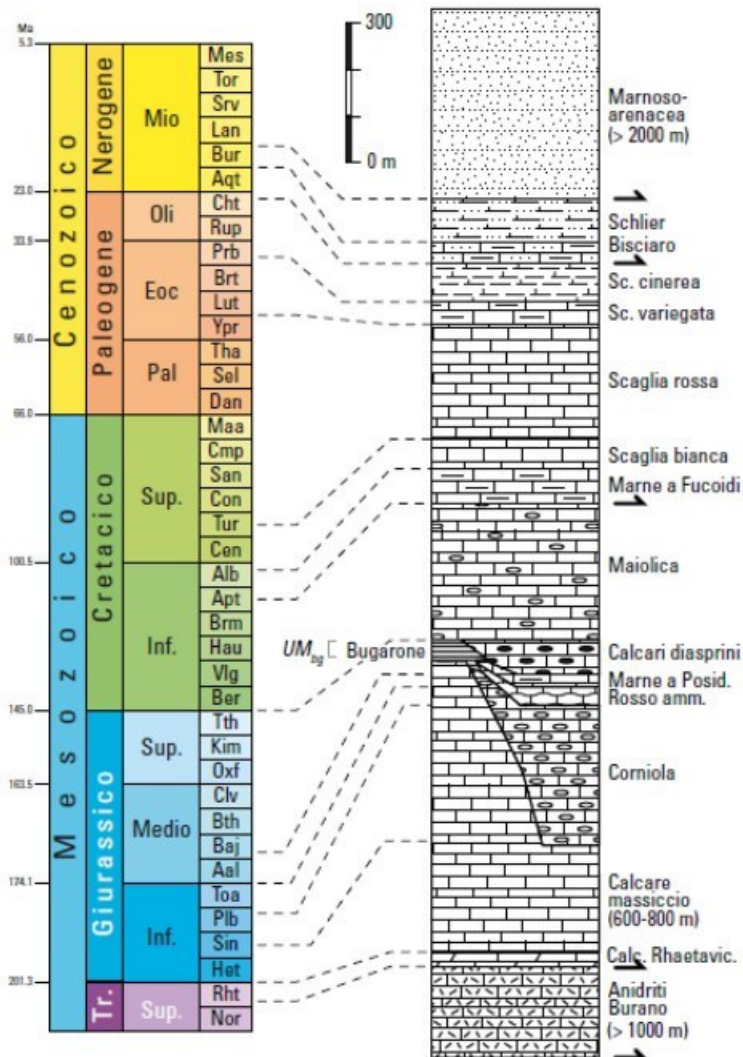 Ma
5.3
23.0
33.9
56.0
66.0
100.5
145.0
163.5
174.1
201.3
Cenozoico
Mesozoico
Nerogene
Paleogene
Cretacico
Giurassico
Tr.
Mio
Oli
Eoc
Pal
Sup.
Inf.
Sup.
Medio
Inf.
Sup.
Mes
Tor
Srv
Lan
Bur
Aqt
Cht
Rup
Prb
Brt
Lut
Ypr
Tha
Sel
Dan
Maa
Cmp
San
Con
Tur
Cen
Alb
Apt
Brm
Hau
Vlg
Ber
Tth
Kim
Oxf
Clv
Bth
Baj
Aal
Toa
Plb
Sin
Het
Rht
Nor
300
0 m
UMbg Bugarone
Marnoso-
arenacea
(> 2000 m)
Schlier
Bisciaro
Sc. cinerea
Sc. variegata
Scaglia rossa
Scaglia bianca
Marne a Fucoidi
Maiolica
Calcari diasprini
Marne a Posid.
Rosso amm.
Corniola
Calcare
massiccio
(600-800 m)
Calc. Rhaetavic.
Anidriti
Burano
(> 1000 m)